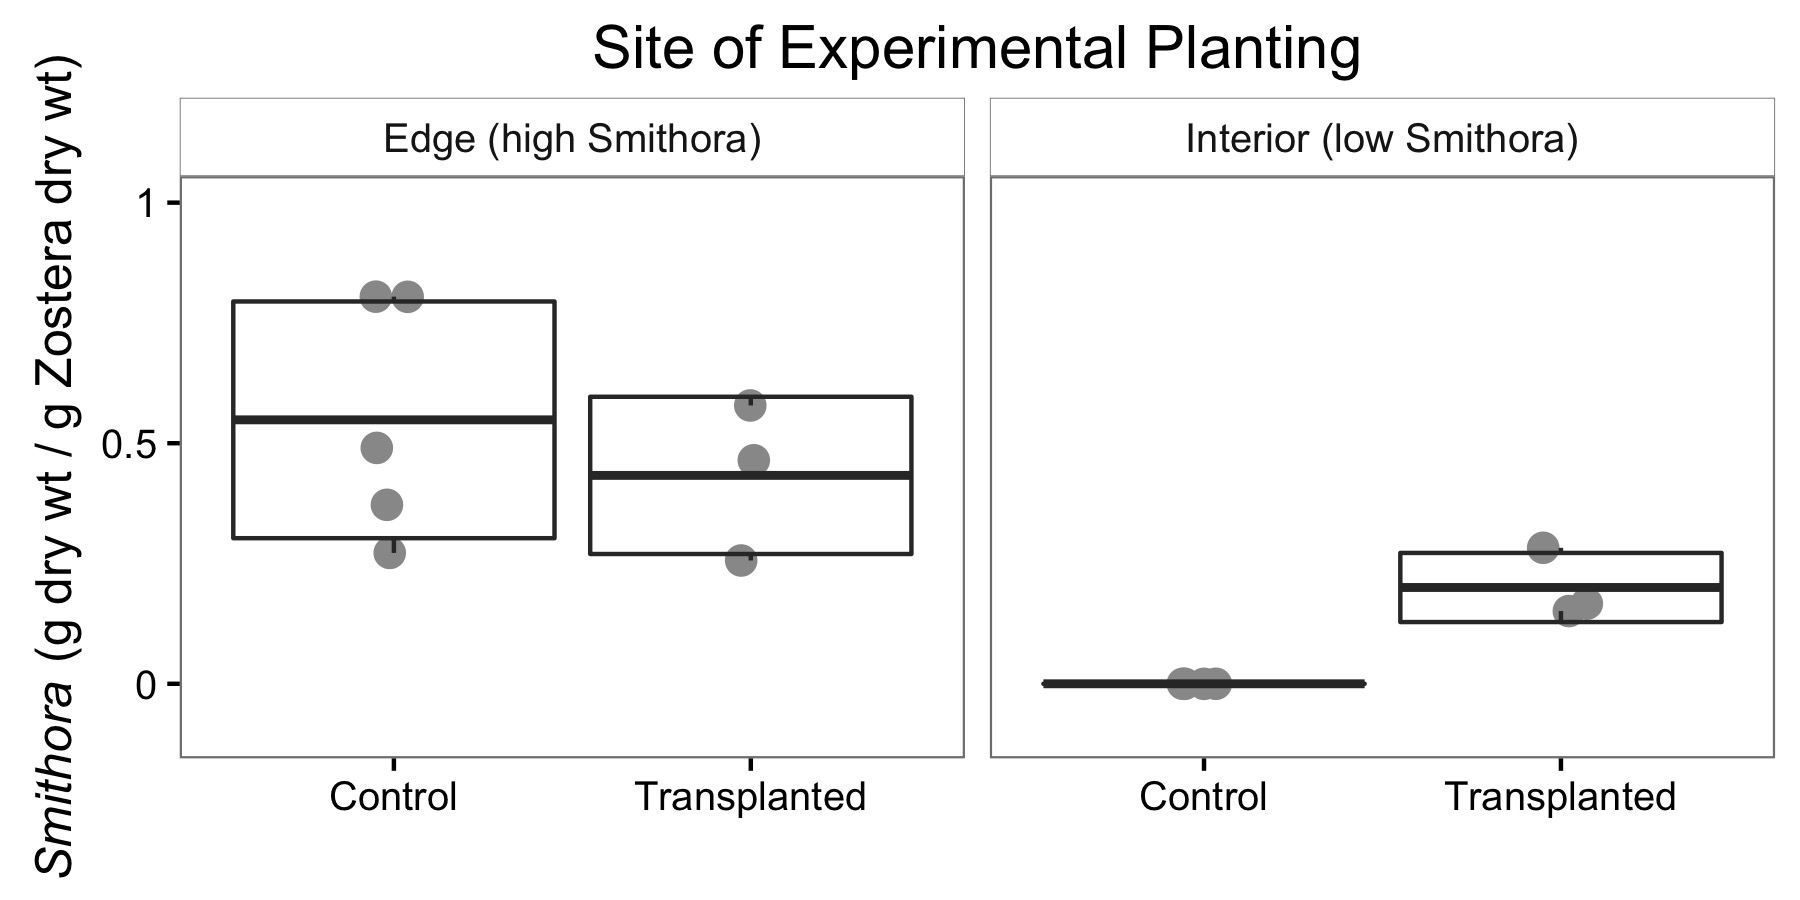 Site of Experimental Planting
Edge (high Smithora)
Interior (low Smithora)
Smithora (g dry wt / g Zostera dry wt)
1
0.5
0
Control
Transplanted
Control
Transplanted